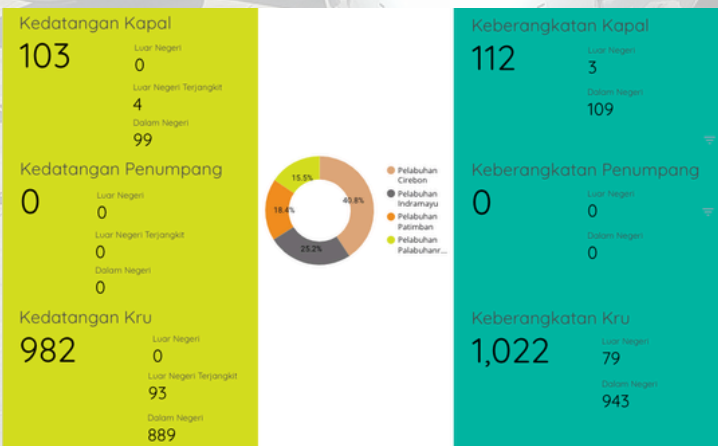 Kedatangan Kapal
103
Luar Negeri
0
Luar Negeri Terjangkit
4
Dalam Negeri
99
Kedatangan Penumpang
0
Luar Negeri
0
Luar Negeri Terjangkit
0
Dalam Negeri
0
Kedatangan Kru
982
Luar Negeri
0
Luar Negeri Terjangkit
93
Dalam Negeri
889
15.5%
40.8%
18.4%
25.2%
Pelabuhan
Cirebon
Pelabuhan
Indramayu
Pelabuhan
Patimban
Pelabuhan
Palabuhanr...
Keberangkatan Kapal
112
Luar Negeri
3
Dalam Negeri
109
Keberangkatan Penumpang
0
Luar Negeri
0
Dalam Negeri
0
Keberangkatan Kru
1,022
Luar Negeri
79
Dalam Negeri
943